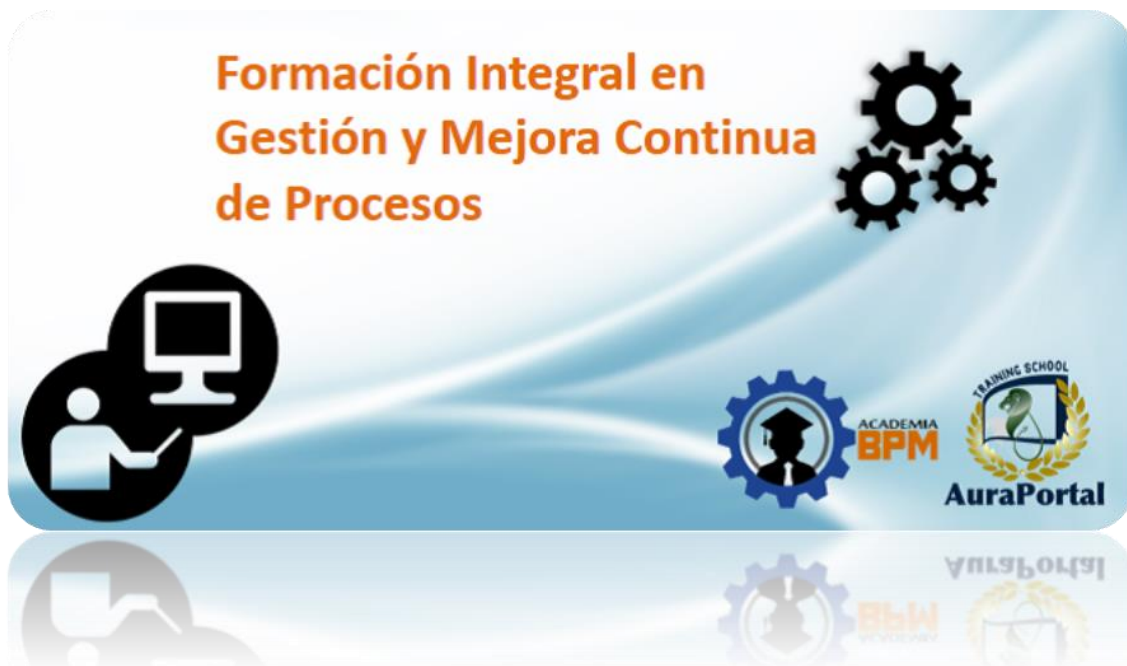 Formación Integral en
Gestión y Mejora Continua
de Procesos
ACADEMIA
BPM
TRAINING SCHOOL
AuraPortal